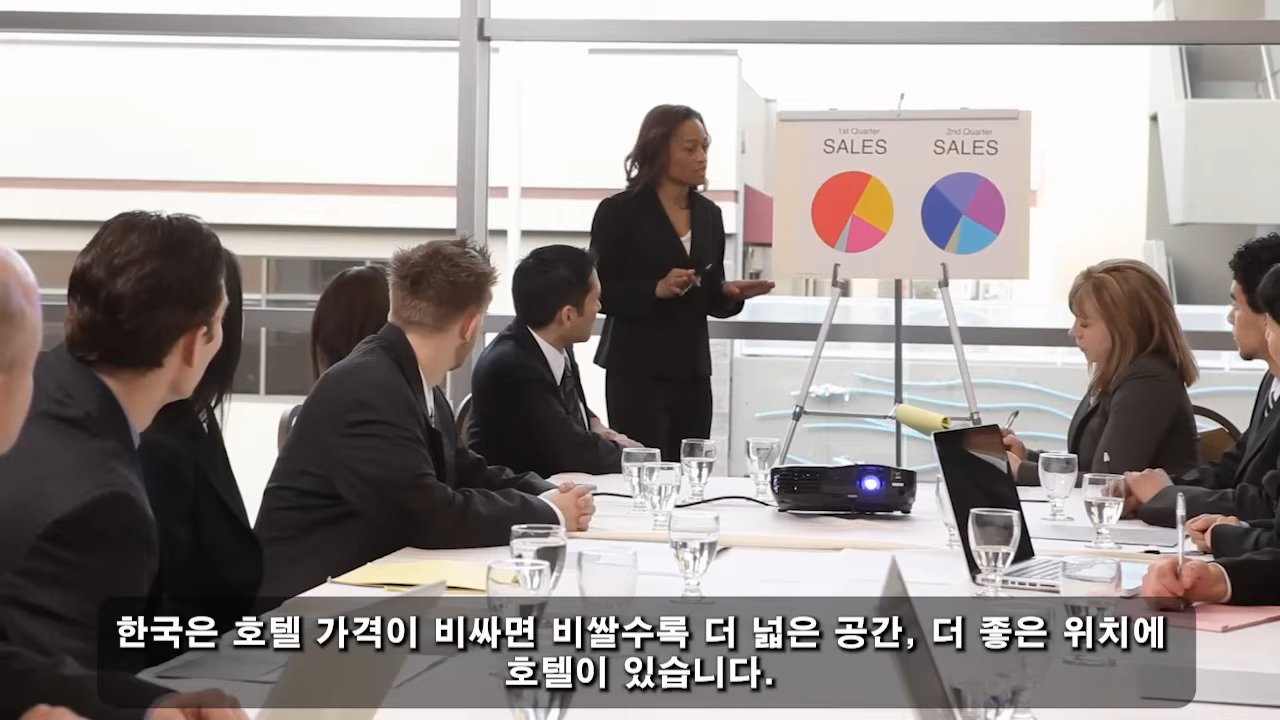 1st Quarter
SALES
2nd Quarter
SALES
한국은 호텔 가격이 비싸면 비쌀수록 더 넓은 공간, 더 좋은 위치에
호텔이 있습니다.